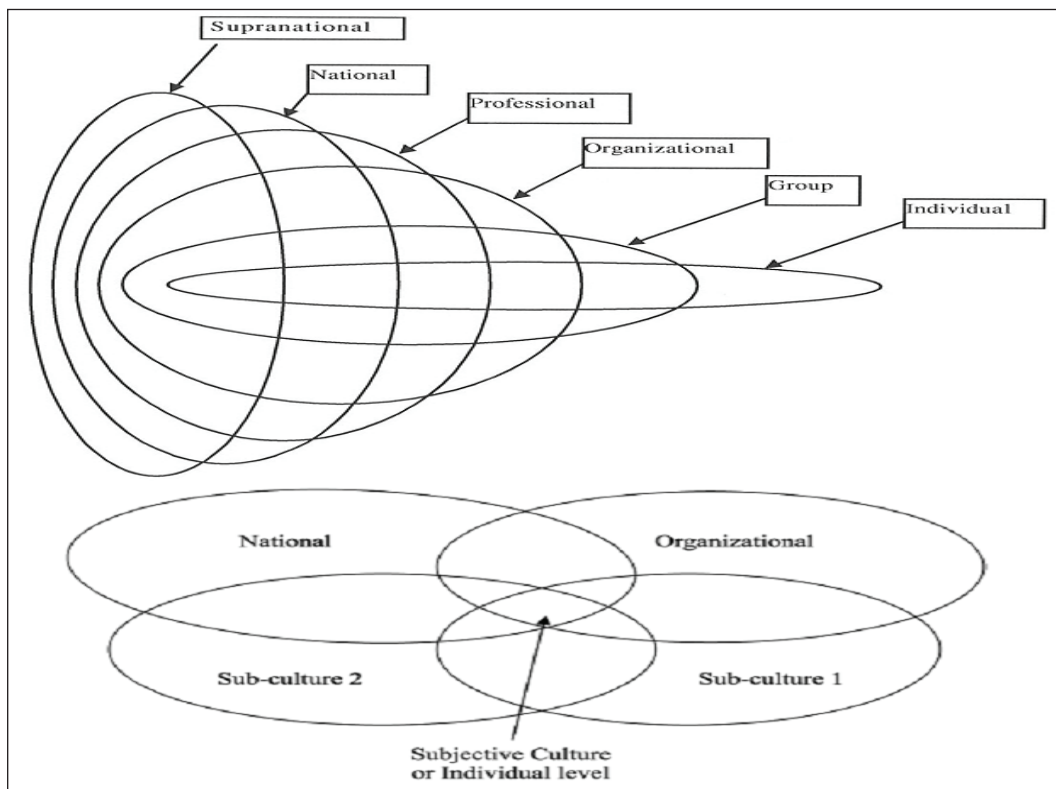 Supranational
National
Professional
Organizational
Group
Individual
National
Organizational
Sub-culture 2
Sub-culture 1
Subjective Culture
or Individual level